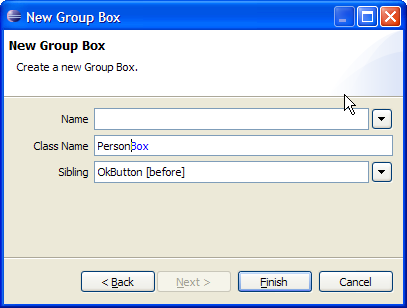 New Group Box
New Group Box
Create a new Group Box.
Name
Class Name PersonBox
Sibling OkButton [before]
< Back Next > Finish Cancel